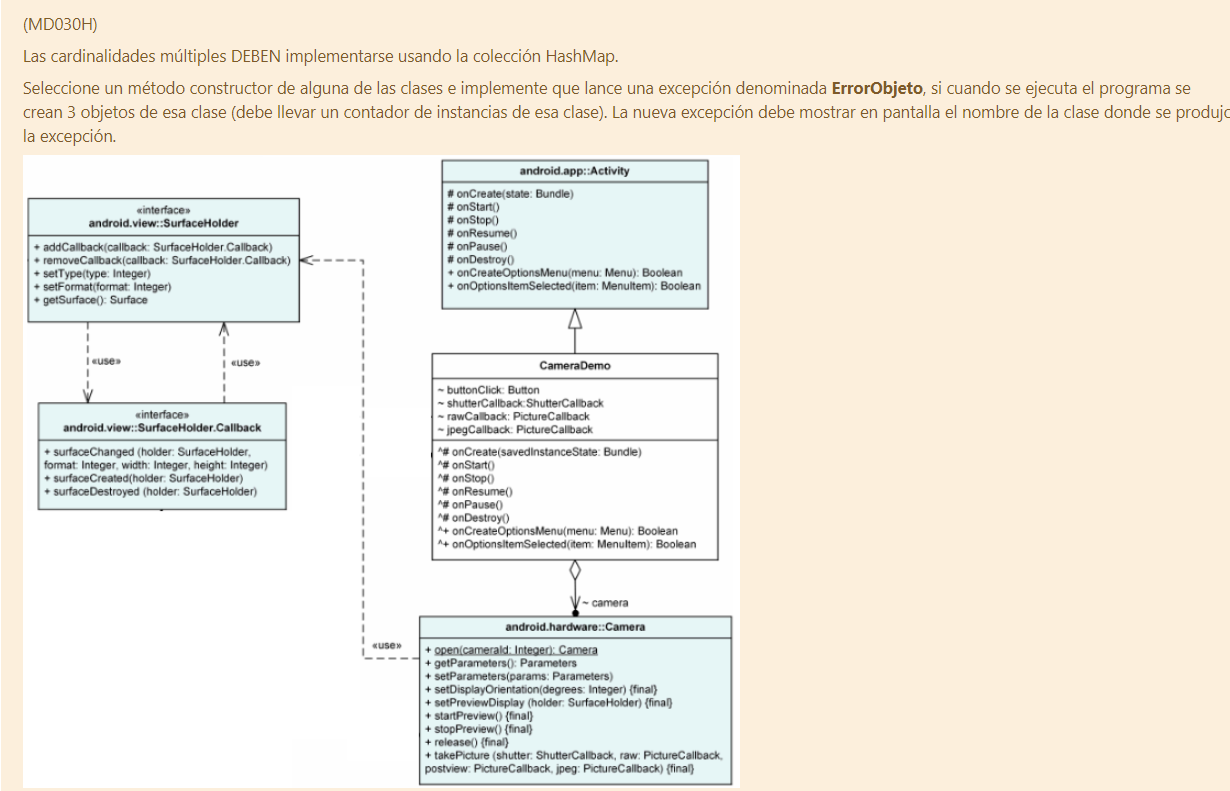 (MD030H)
Las cardinalidades múltiples DEBEN implementarse usando la colección HashMap.
Seleccione un método constructor de alguna de las clases e implemente que lance una excepción denominada ErrorObjeto, si cuando se ejecuta el programa se
crean 3 objetos de esa clase (debe llevar un contador de instancias de esa clase). La nueva excepción debe mostrar en pantalla el nombre de la clase donde se produjo
la excepción.
android.app::Activity
# onCreate(state: Bundle)
# onStart()
# onStop()
# onResume()
# onPause()
# onDestroy()
+ onCreateOptionsMenu(menu: Menu): Boolean
+ onOptionsItemSelected(item: MenuItem): Boolean
«interface»
android.view::SurfaceHolder
+ addCallback(callback: SurfaceHolder.Callback)
+ removeCallback(callback: SurfaceHolder.Callback)
+ setType(type: Integer)
+ setFormat(format: Integer)
+ getSurface(): Surface
«use»
«use»
«interface»
android.view::SurfaceHolder.Callback
+ surfaceChanged (holder: SurfaceHolder,
format: Integer, width: Integer, height: Integer)
+ surfaceCreated(holder: SurfaceHolder)
+ surfaceDestroyed (holder: SurfaceHolder)
CameraDemo
~ buttonClick: Button
~ shutterCallback:ShutterCallback
~ rawCallback: PictureCallback
~ jpegCallback: PictureCallback
^# onCreate(savedInstanceState: Bundle)
^# onStart()
^# onStop()
^# onResume()
^# onPause()
^# onDestroy()
^+ onCreateOptionsMenu(menu: Menu): Boolean
^+ onOptionsItemSelected(item: MenuItem): Boolean
~ camera
«use»
android.hardware::Camera
+ open(cameraId: Integer): Camera
+ getParameters(): Parameters
+ setParameters(params: Parameters)
+ setDisplayOrientation(degrees: Integer) {final}
+ setPreviewDisplay (holder: SurfaceHolder) {final}
+ startPreview() {final}
+ stopPreview() {final}
+ release() {final}
+ takePicture (shutter: ShutterCallback, raw: PictureCallback,
postview: PictureCallback, jpeg: PictureCallback) {final}